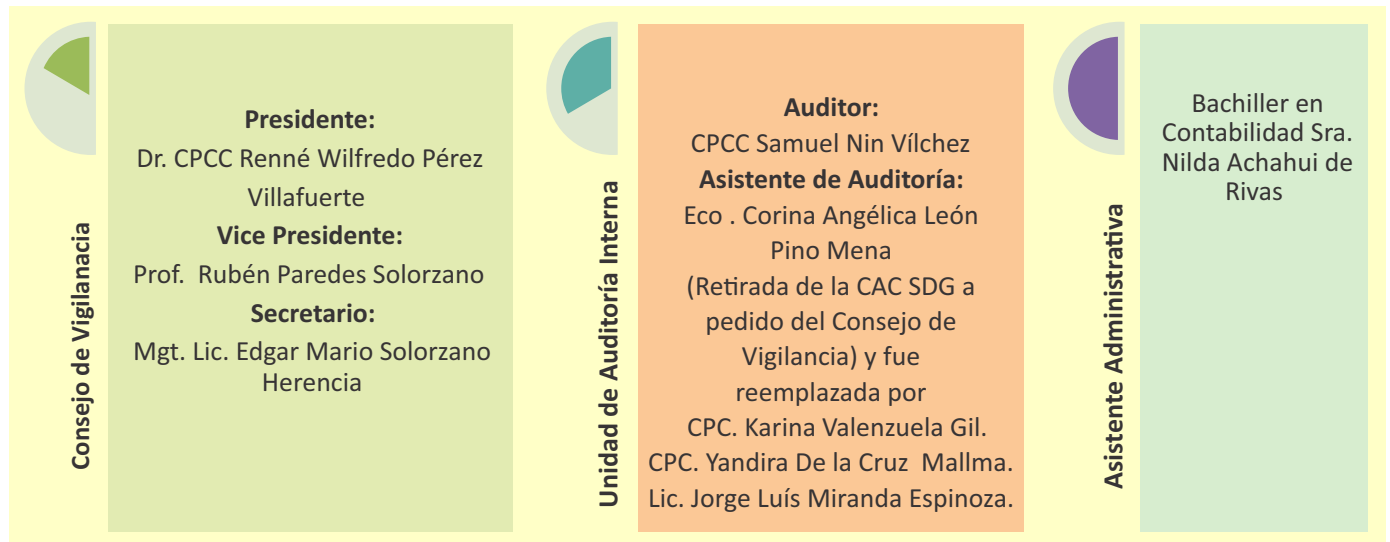 Consejo de Vigilanacia
Presidente:
Dr. CPCC Renné Wilfredo Pérez
Villafuerte
Vice Presidente:
Prof. Rubén Paredes Solorzano
Secretario:
Mgt. Lic. Edgar Mario Solorzano
Herencia
Unidad de Auditoría Interna
Auditor:
CPCC Samuel Nin Vílchez
Asistente de Auditoría:
Eco . Corina Angélica León
Pino Mena
(Retirada de la CAC SDG a
pedido del Consejo de
Vigilancia) y fue
reemplazada por
CPC. Karina Valenzuela Gil.
CPC. Yandira De la Cruz Mallma.
Lic. Jorge Luís Miranda Espinoza.
Asistente Administrativa
Bachiller en
Contabilidad Sra.
Nilda Achahui de
Rivas